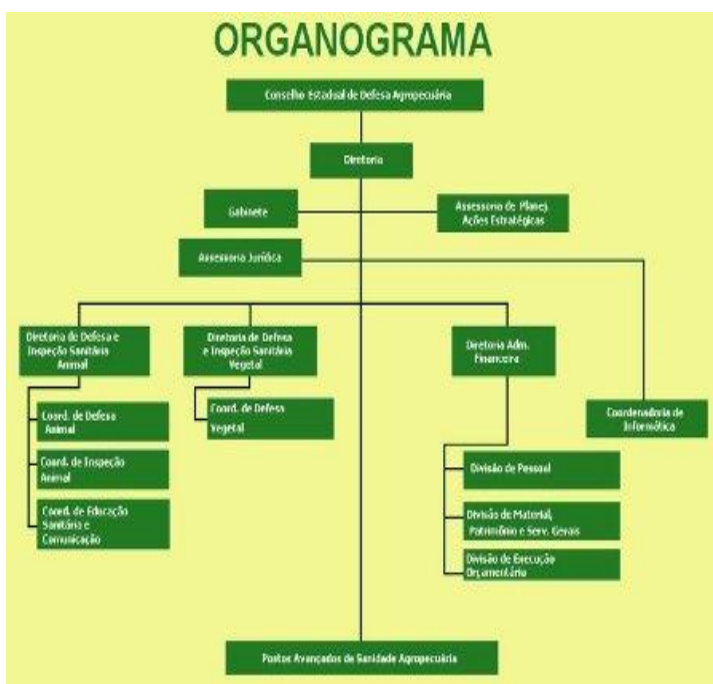 ORGANOGRAMA
Conselho Estadual de Defesa Agropecuária
Diretoria
Gabinete
Assessoria de Planej.
Ações Estratégicas
Assessoria Jurídica
Diretoria de Defesa e
Inspeção Sanitária
Animal
Diretoria de Defesa
e Inspeção Sanitária
Vegetal
Diretoria Adm.
Financeira
Coordenadoria de
Informática
Coord. de Defesa
Animal
Coord. de Inspeção
Animal
Coord. de Educação
Sanitária e
Comunicação
Coord. de Defesa
Vegetal
Divisão de Pessoal
Divisão de Material,
Patrimônio e Serv. Gerais
Divisão de Execução
Orçamentária
Postos Avançados de Sanidade Agropecuária